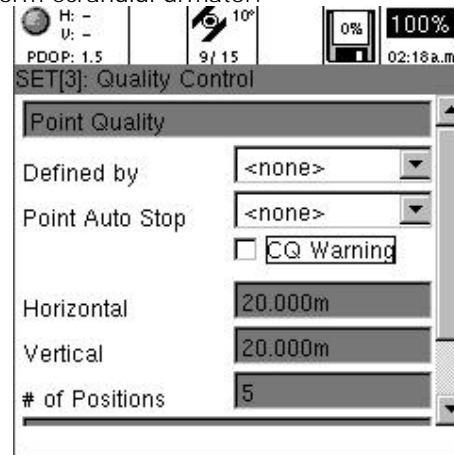 H: -
V: -
10°
0%
100%
PDOP: 1.5
9/ 15
02:18a.m
SET[3]: Quality Control
Point Quality
Defined by <none>
Point Auto Stop <none>
CQ Warning
Horizontal 20.000m
Vertical 20.000m
# of Positions 5